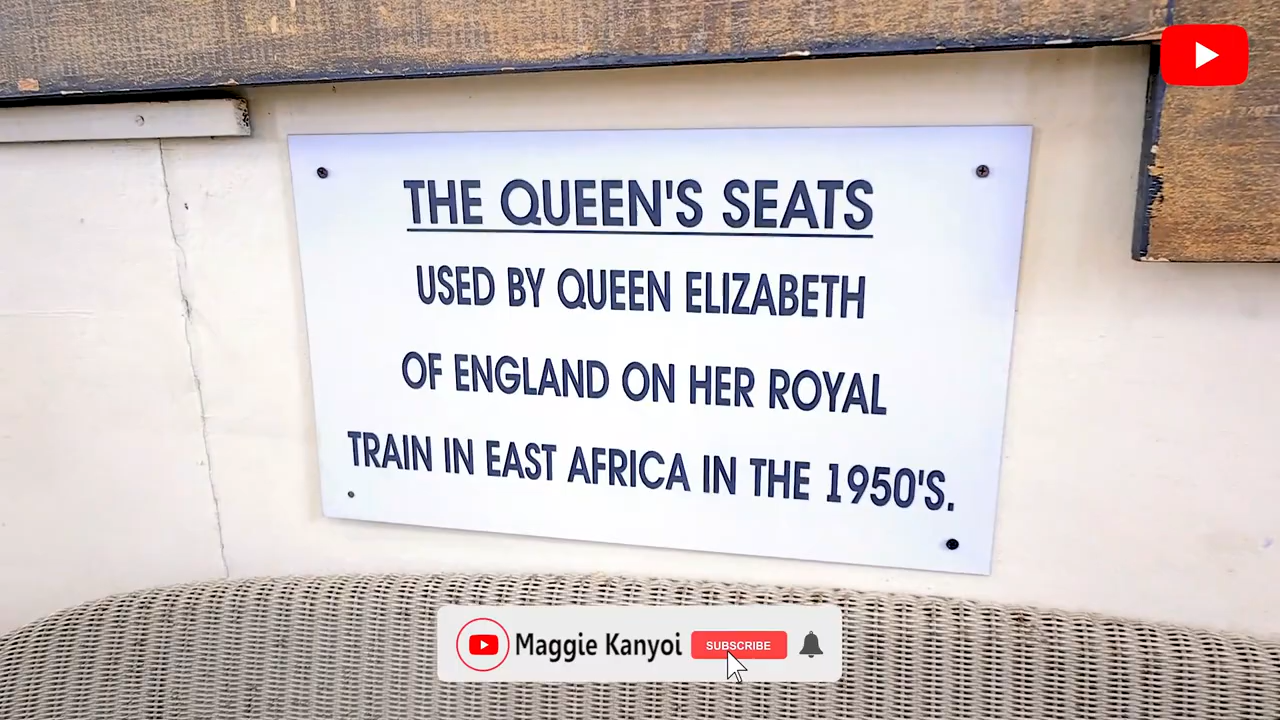 THE QUEEN'S SEATS
USED BY QUEEN ELIZABETH
OF ENGLAND ON HER ROYAL
TRAIN IN EAST AFRICA IN THE 1950'S.
Maggie Kanyoi SUBSCRIBE